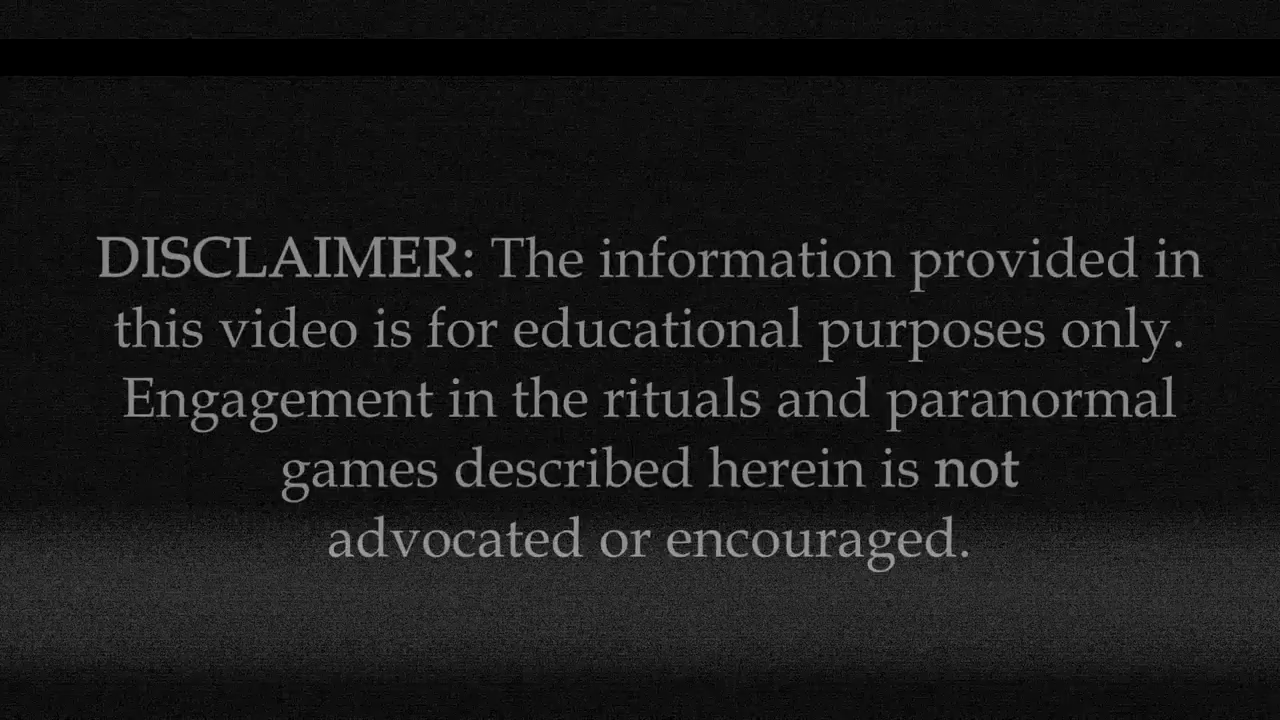 DISCLAIMER: The information provided in
this video is for educational purposes only.
Engagement in the rituals and paranormal
games described herein is not
advocated or encouraged.